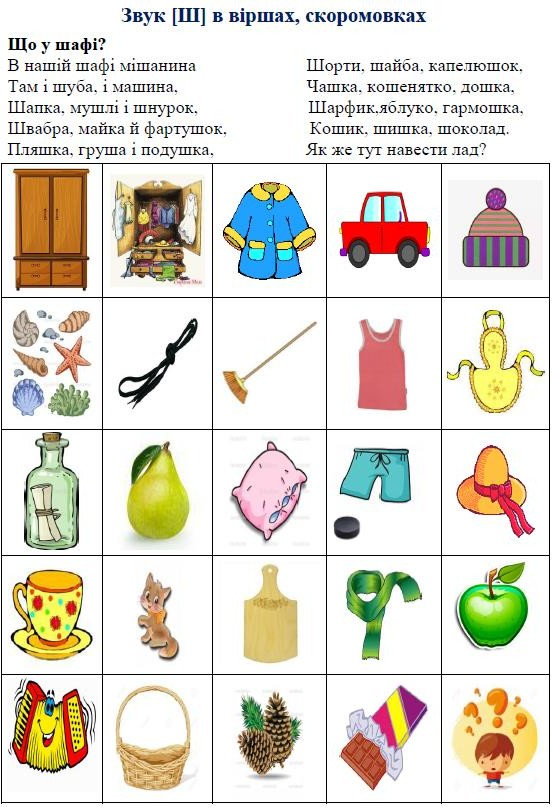 Звук [Ш] в віршах, скоромовках
Що у шафі?
В нашій шафі мішанина
Там і шуба, і машина,
Шапка, мушлі і шнурок,
Швабра, майка й фартушок,
Пляшка, груша і подушка,
Шорти, шайба, капелюшок,
Чашка, кошенятко, дошка,
Шарфик,яблуко, гармошка,
Кошик, шишка, шоколад.
Як же тут навести лад?